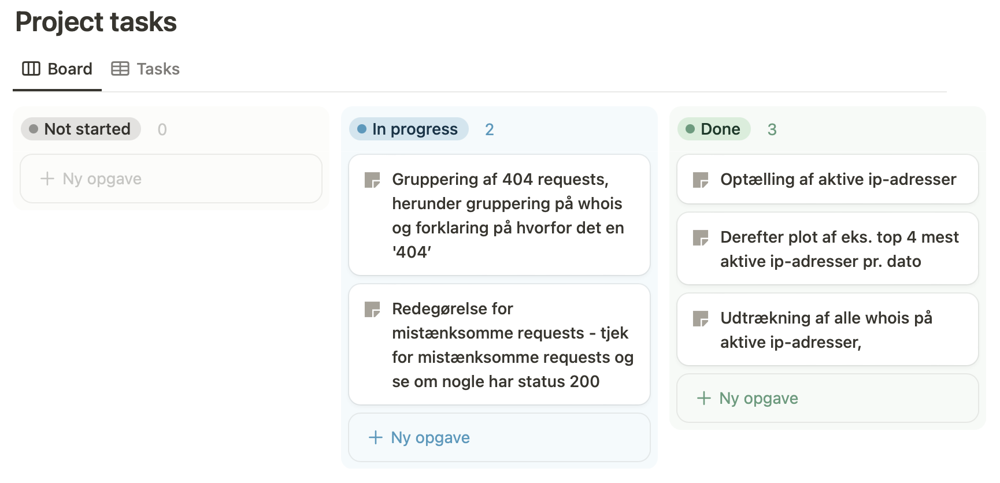 Project tasks
Board
Tasks
Not started 0
+ Ny opgave
In progress 2
Gruppering af 404 requests,
herunder gruppering på whois
og forklaring på hvorfor det en
'404’
Redegørelse for
mistænksomme requests - tjek
for mistænksomme requests og
se om nogle har status 200
+ Ny opgave
Done 3
Optælling af aktive ip-adresser
Derefter plot af eks. top 4 mest
aktive ip-adresser pr. dato
Udtrækning af alle whois på
aktive ip-adresser,
+ Ny opgave